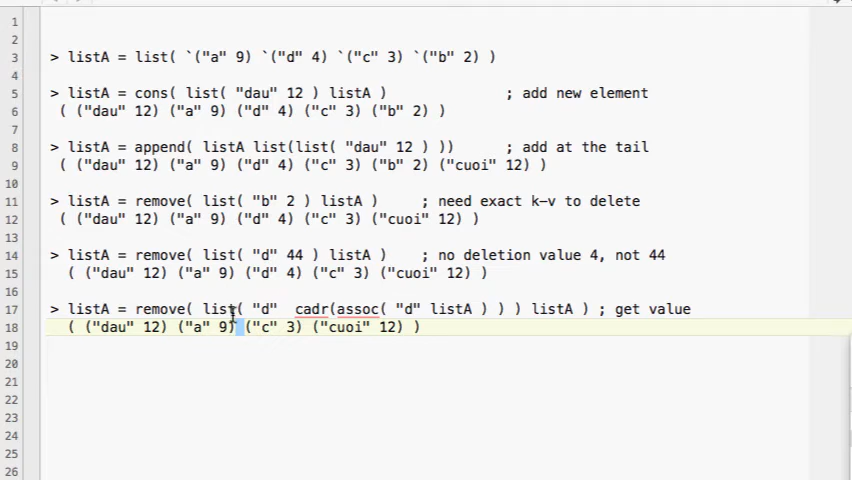 1
2
3 > listA = list( `("a" 9) `("d" 4) `("c" 3) `("b" 2) )
4
5 > listA = cons( list( "dau" 12 ) listA ) ; add new element
6 ( ("dau" 12) ("a" 9) ("d" 4) ("c" 3) ("b" 2) )
7
8 > listA = append( listA list(list( "dau" 12 ) )) ; add at the tail
9 ( ("dau" 12) ("a" 9) ("d" 4) ("c" 3) ("b" 2) ("cuoi" 12) )
10
11 > listA = remove( list( "b" 2 ) listA ) ; need exact k-v to delete
12 ( ("dau" 12) ("a" 9) ("d" 4) ("c" 3) ("cuoi" 12) )
13
14 > listA = remove( list( "d" 44 ) listA ) ; no deletion value 4, not 44
15 ( ("dau" 12) ("a" 9) ("d" 4) ("c" 3) ("cuoi" 12) )
16
17 > listA = remove( list( "d" cadr(assoc( "d" listA ) ) ) listA ) ; get value
18 ( ("dau" 12) ("a" 9) ("c" 3) ("cuoi" 12) )
19
20
21
22
23
24
25
26